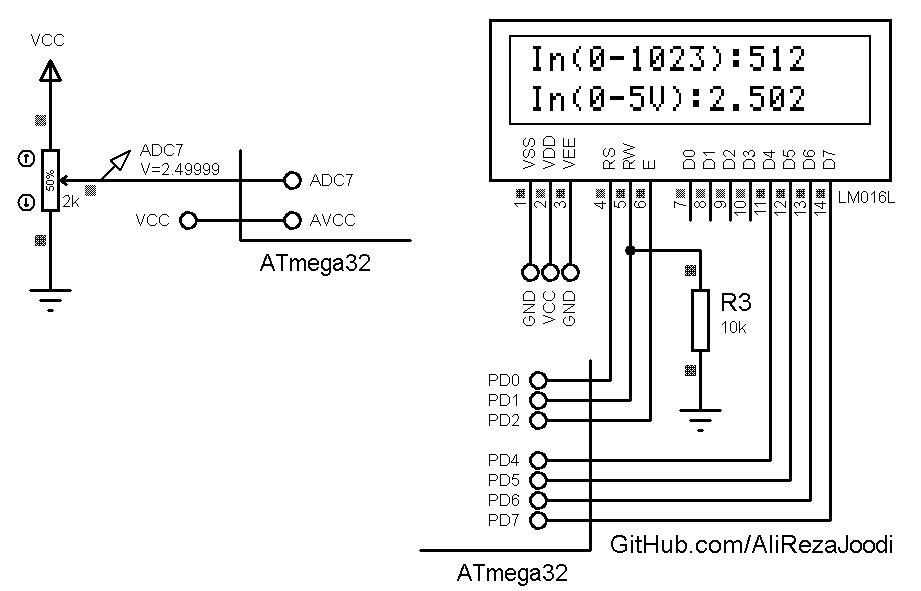 VCC
50%
2k
ADC7
V=2.49999
ADC7
VCC
AVCC
ATmega32
In(0-1023):512
In(0-5V):2.502
VSS
VDD
VEE
RS
RW
E
D0
D1
D2
D3
D4
D5
D6
D7
1
2
3
4
5
6
7
8
9
10
11
12
13
14
LM016L
GND
VCC
GND
R3
10k
PD0
PD1
PD2
PD4
PD5
PD6
PD7
GitHub.com/AliRezaJoodi
ATmega32